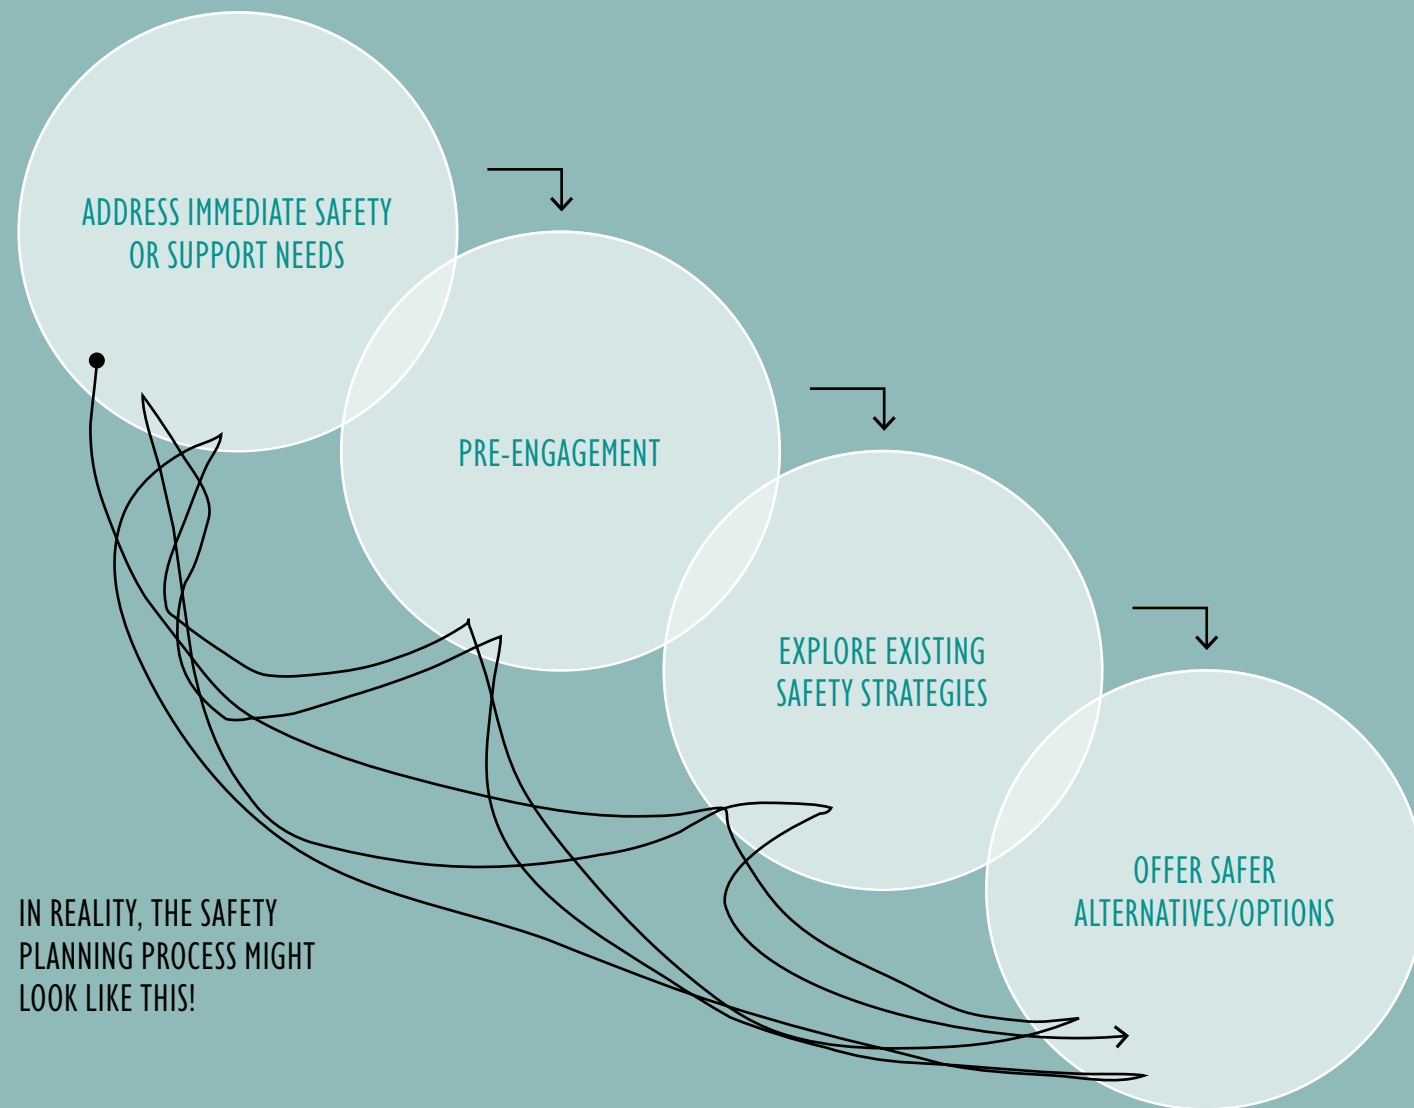 ADDRESS IMMEDIATE SAFETY
OR SUPPORT NEEDS
PRE-ENGAGEMENT
EXPLORE EXISTING
SAFETY STRATEGIES
OFFER SAFER
ALTERNATIVES/OPTIONS
IN REALITY, THE SAFETY
PLANNING PROCESS MIGHT
LOOK LIKE THIS!